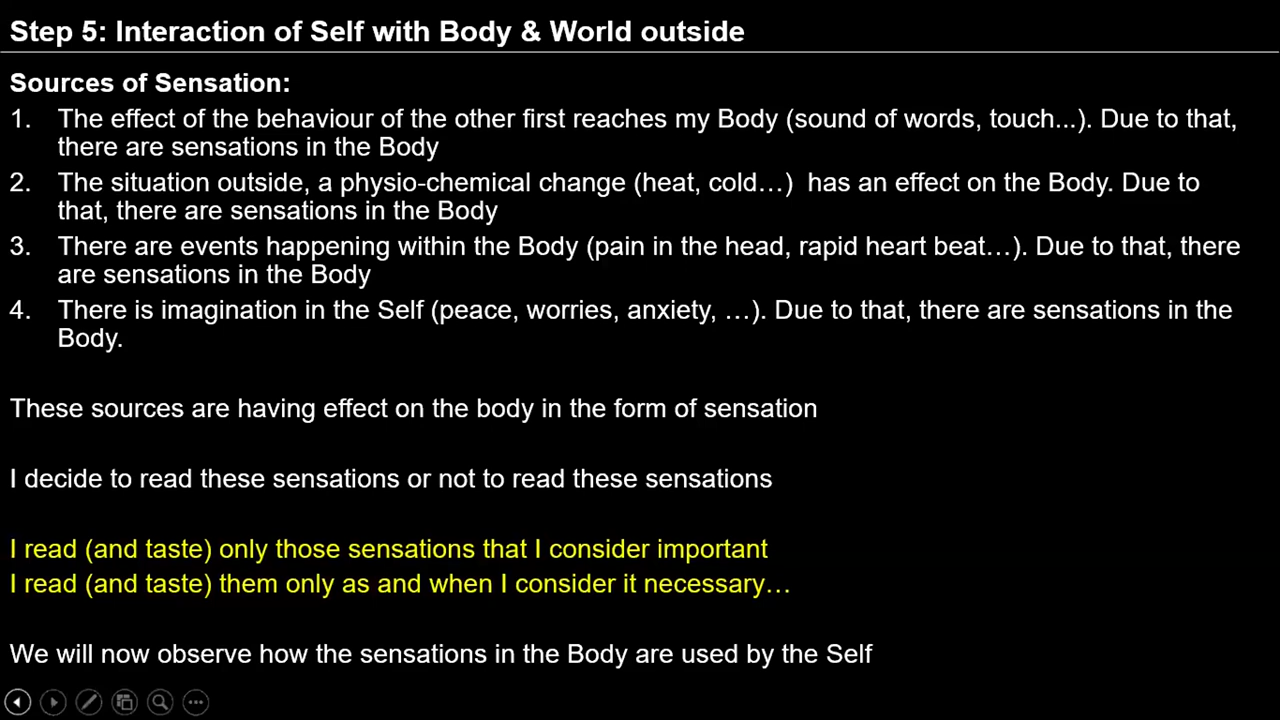 Step 5: Interaction of Self with Body & World outside
Sources of Sensation:
1. The effect of the behaviour of the other first reaches my Body (sound of words, touch...). Due to that,
there are sensations in the Body
2. The situation outside, a physio-chemical change (heat, cold…) has an effect on the Body. Due to
that, there are sensations in the Body
3. There are events happening within the Body (pain in the head, rapid heart beat…). Due to that, there
are sensations in the Body
4. There is imagination in the Self (peace, worries, anxiety, …). Due to that, there are sensations in the
Body.
These sources are having effect on the body in the form of sensation
I decide to read these sensations or not to read these sensations
I read (and taste) only those sensations that I consider important
I read (and taste) them only as and when I consider it necessary…
We will now observe how the sensations in the Body are used by the Self